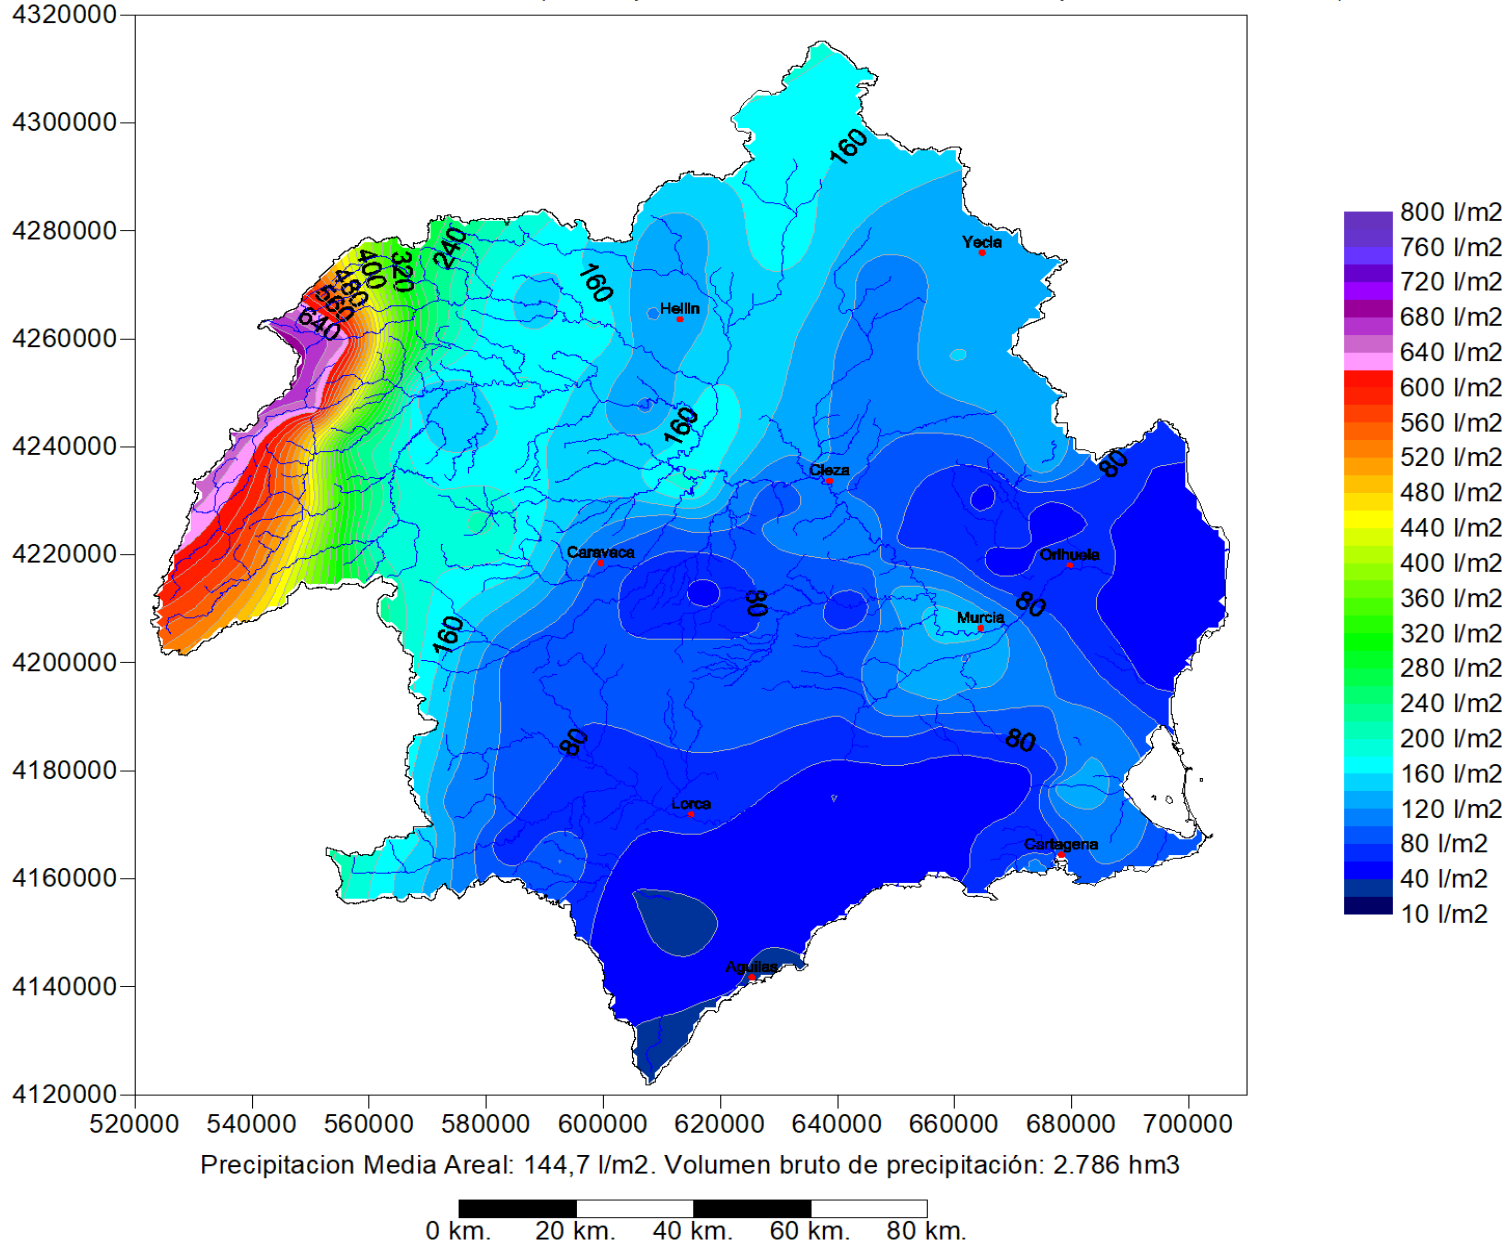 4320000
4300000
4280000
4260000
4240000
4220000
4200000
4180000
4160000
4140000
4120000
520000 540000 560000 580000 600000 620000 640000 660000 680000 700000
160
Yecla
240
320
400
480
560
640
160
Hellin
160
Cieza
80
Caravaca
Orihuela
80
80
Murcia
160
80
80
Lorca
Cartagena
Aguilas
800 l/m2
760 l/m2
720 l/m2
680 l/m2
640 l/m2
600 l/m2
560 l/m2
520 l/m2
480 l/m2
440 l/m2
400 l/m2
360 l/m2
320 l/m2
280 l/m2
240 l/m2
200 l/m2
160 l/m2
120 l/m2
80 l/m2
40 l/m2
10 l/m2
Precipitacion Media Areal: 144,7 l/m2. Volumen bruto de precipitación: 2.786 hm3
0 km. 20 km. 40 km. 60 km. 80 km.